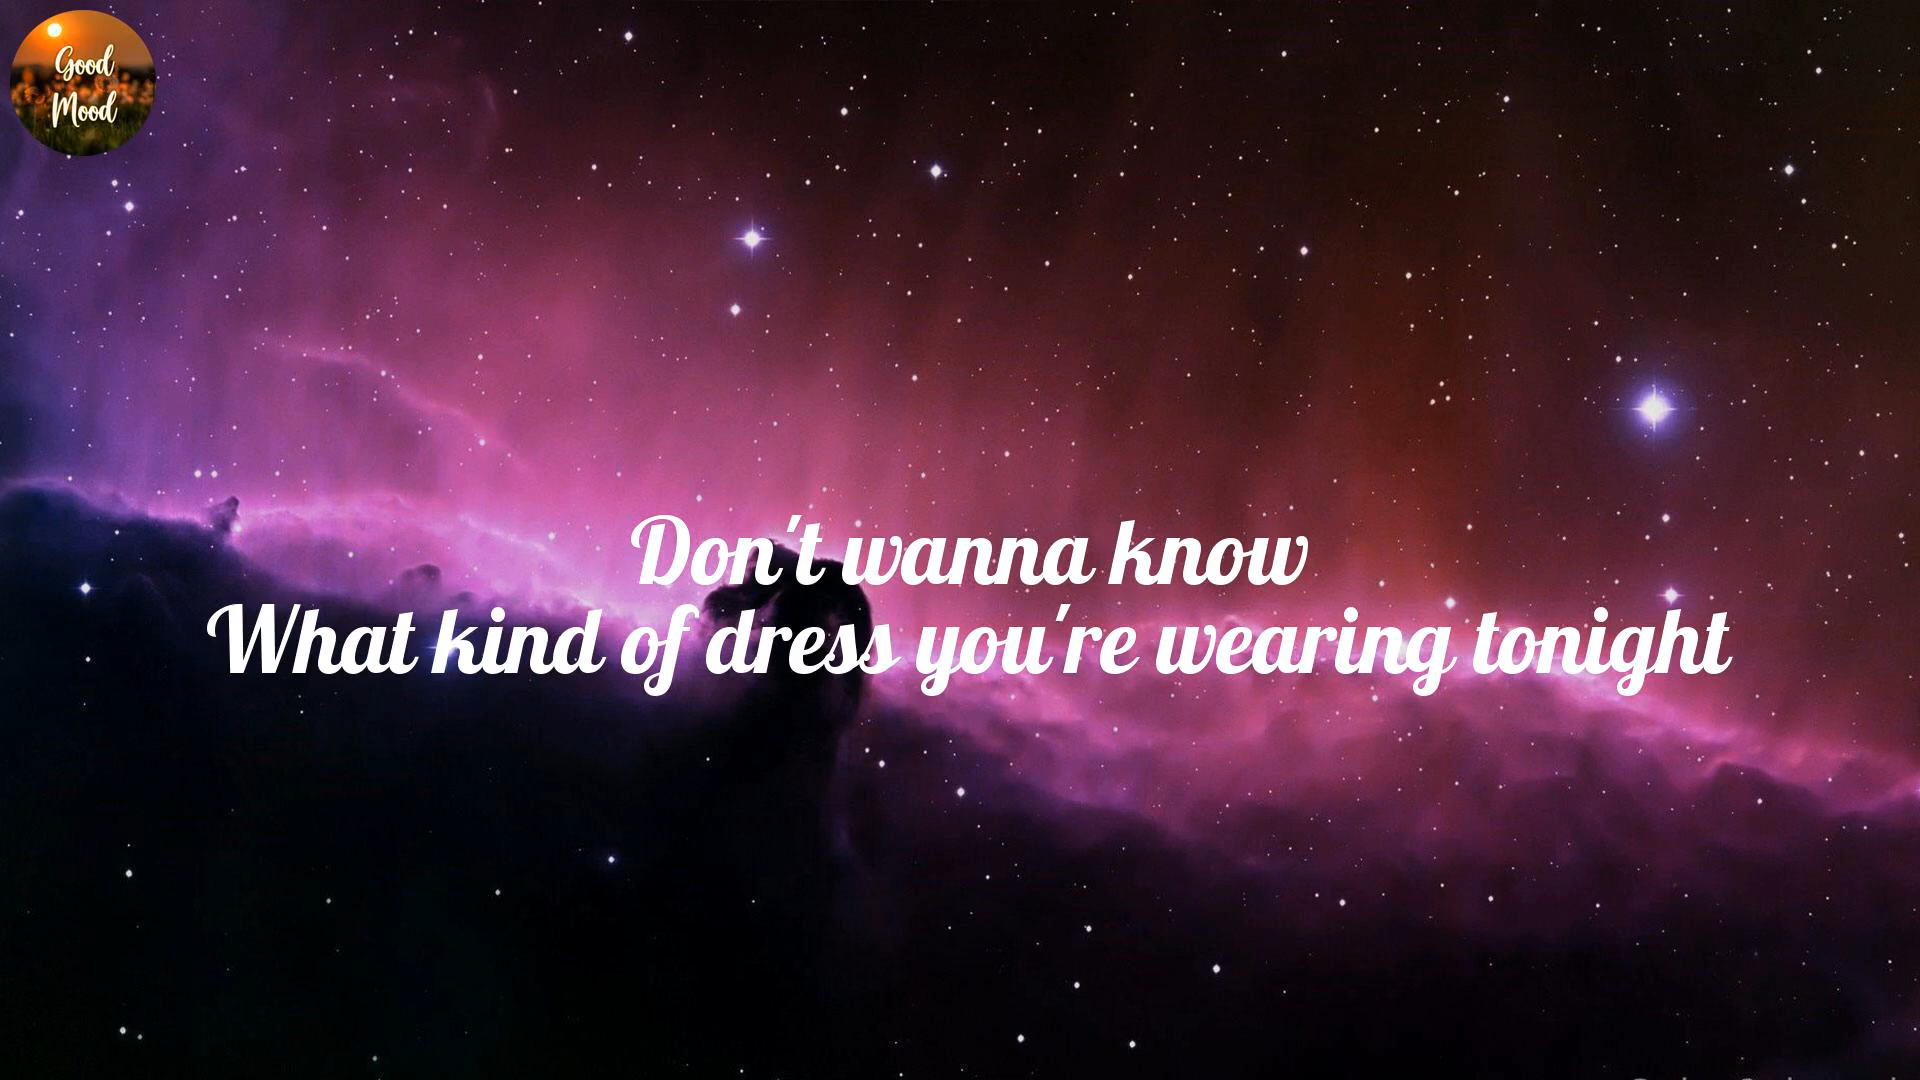 Good
Mood
Don't wanna know
What kind of dress you're wearing tonight